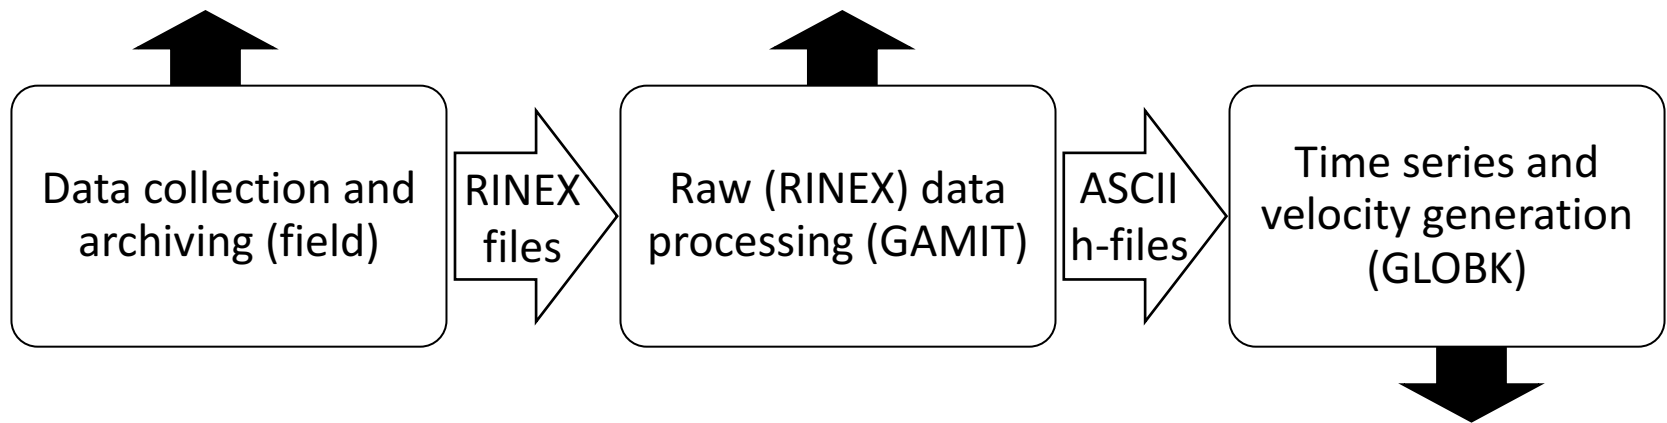 Data collection and
archiving (field)
RINEX
files
Raw (RINEX) data
processing (GAMIT)
ASCII
h-files
Time series and
velocity generation
(GLOBK)